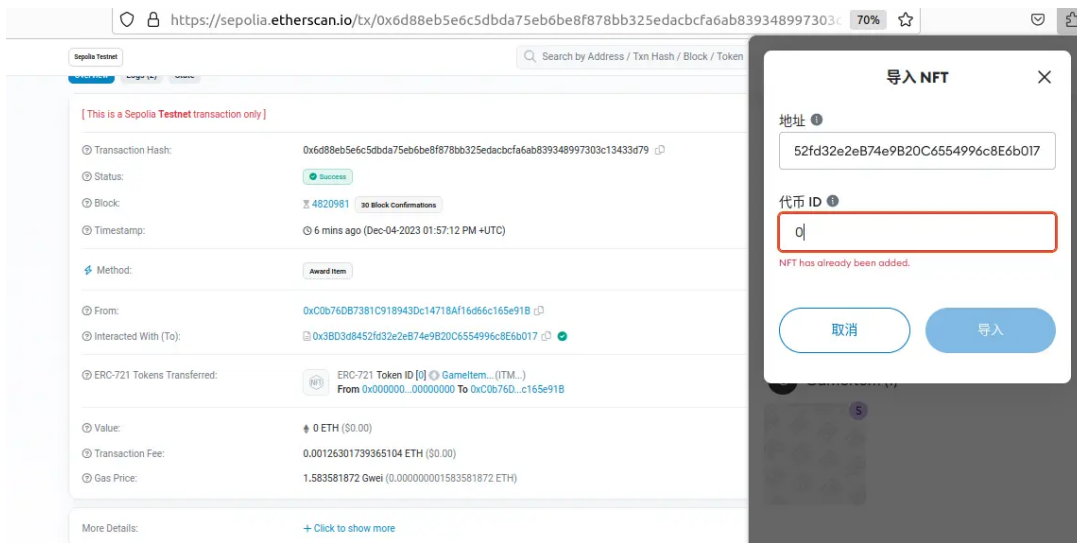 https://sepolia.etherscan.io/tx/0x6d88eb5e6c5dbda75eb6be8f878bb325edacbcfa6ab839348997303c
70%
Sepolia Testnet
Search by Address / Txn Hash / Block / Token
Overview Logs (2) State
[ This is a Sepolia Testnet transaction only ]
Transaction Hash: 0x6d88eb5e6c5dbda75eb6be8f878bb325edacbcfa6ab839348997303c13433d79
Status: Success
Block: 4820981 30 Block Confirmations
Timestamp: 6 mins ago (Dec-04-2023 01:57:12 PM +UTC)
Method: Award Item
From: 0xC0b76DB7381C918943Dc14718Af16d66c165e91B
Interacted With (To): 0x3BD3d8452fd32e2eB74e9B20C6554996c8E6b017
ERC-721 Tokens Transferred: NFT ERC-721 Token ID [0] GameItem... (ITM...)
From 0x000000...00000000 To 0xC0b76D...c165e91B
Value: 0 ETH ($0.00)
Transaction Fee: 0.00126301739365104 ETH ($0.00)
Gas Price: 1.583581872 Gwei (0.000000001583581872 ETH)
More Details: + Click to show more
导入 NFT
地址
52fd32e2eB74e9B20C6554996c8E6b017
代币 ID
0
NFT has already been added.
取消 导入
GameItem (1)
S